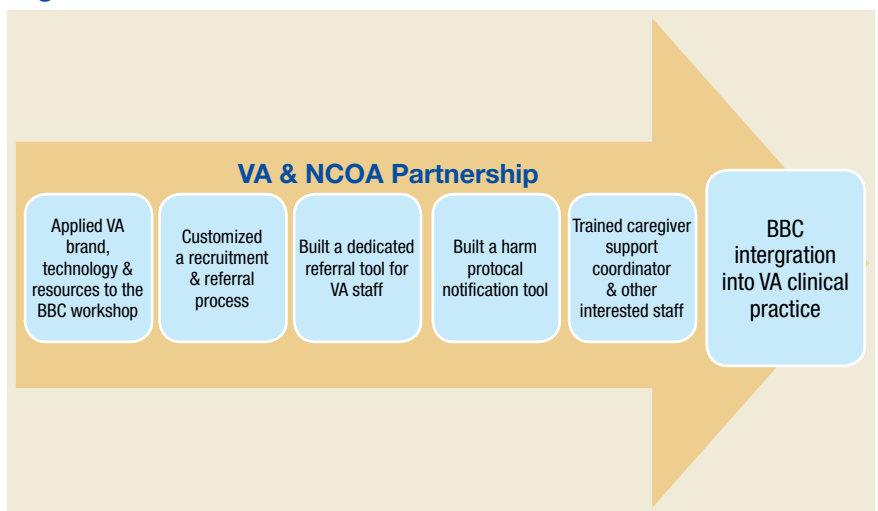 VA & NCOA Partnership
Applied VA
brand,
technology &
resources to the
BBC workshop
Customized
a recruitment
& referral
process
Built a dedicated
referral tool for
VA staff
Built a harm
protocal
notification tool
Trained caregiver
support
coordinator
& other
interested staff
BBC
intergration
into VA clinical
practice